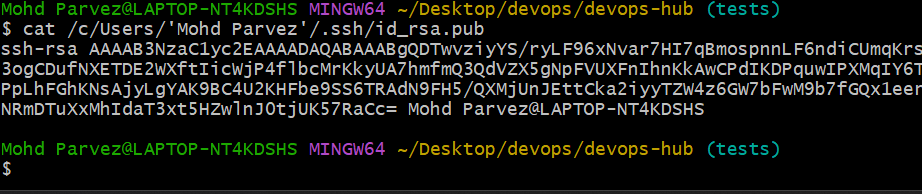 Mohd Parvez@LAPTOP-NT4KDSHS MINGW64 ~/Desktop/devops/devops-hub (tests)
$ cat /c/Users/'Mohd Parvez'/.ssh/id_rsa.pub
ssh-rsa AAAAB3NzaC1yc2EAAAADAQABAAABgQDTwvziyYS/ryLF96xNvar7HI7qBmospnnLF6ndiCUmqKrs
3ogCDufNXETDE2WXftIicWjP4flbcMrKkyUA7hmfmQ3QdVZX5gNpFVUXFnIhnKkAwCPdIKDPquwIPXMqIY6T
PpLhFGhKNsAjyLgYAK9BC4U2KHFbe9SS6TRAdN9FH5/QXMjUnJEttCka2iyyTZW4z6GW7bFwM9b7fGQx1eer
NRmDTuXxMhIdaT3xt5HZwlnJOtjUK57RaCc= Mohd Parvez@LAPTOP-NT4KDSHS
Mohd Parvez@LAPTOP-NT4KDSHS MINGW64 ~/Desktop/devops/devops-hub (tests)
$